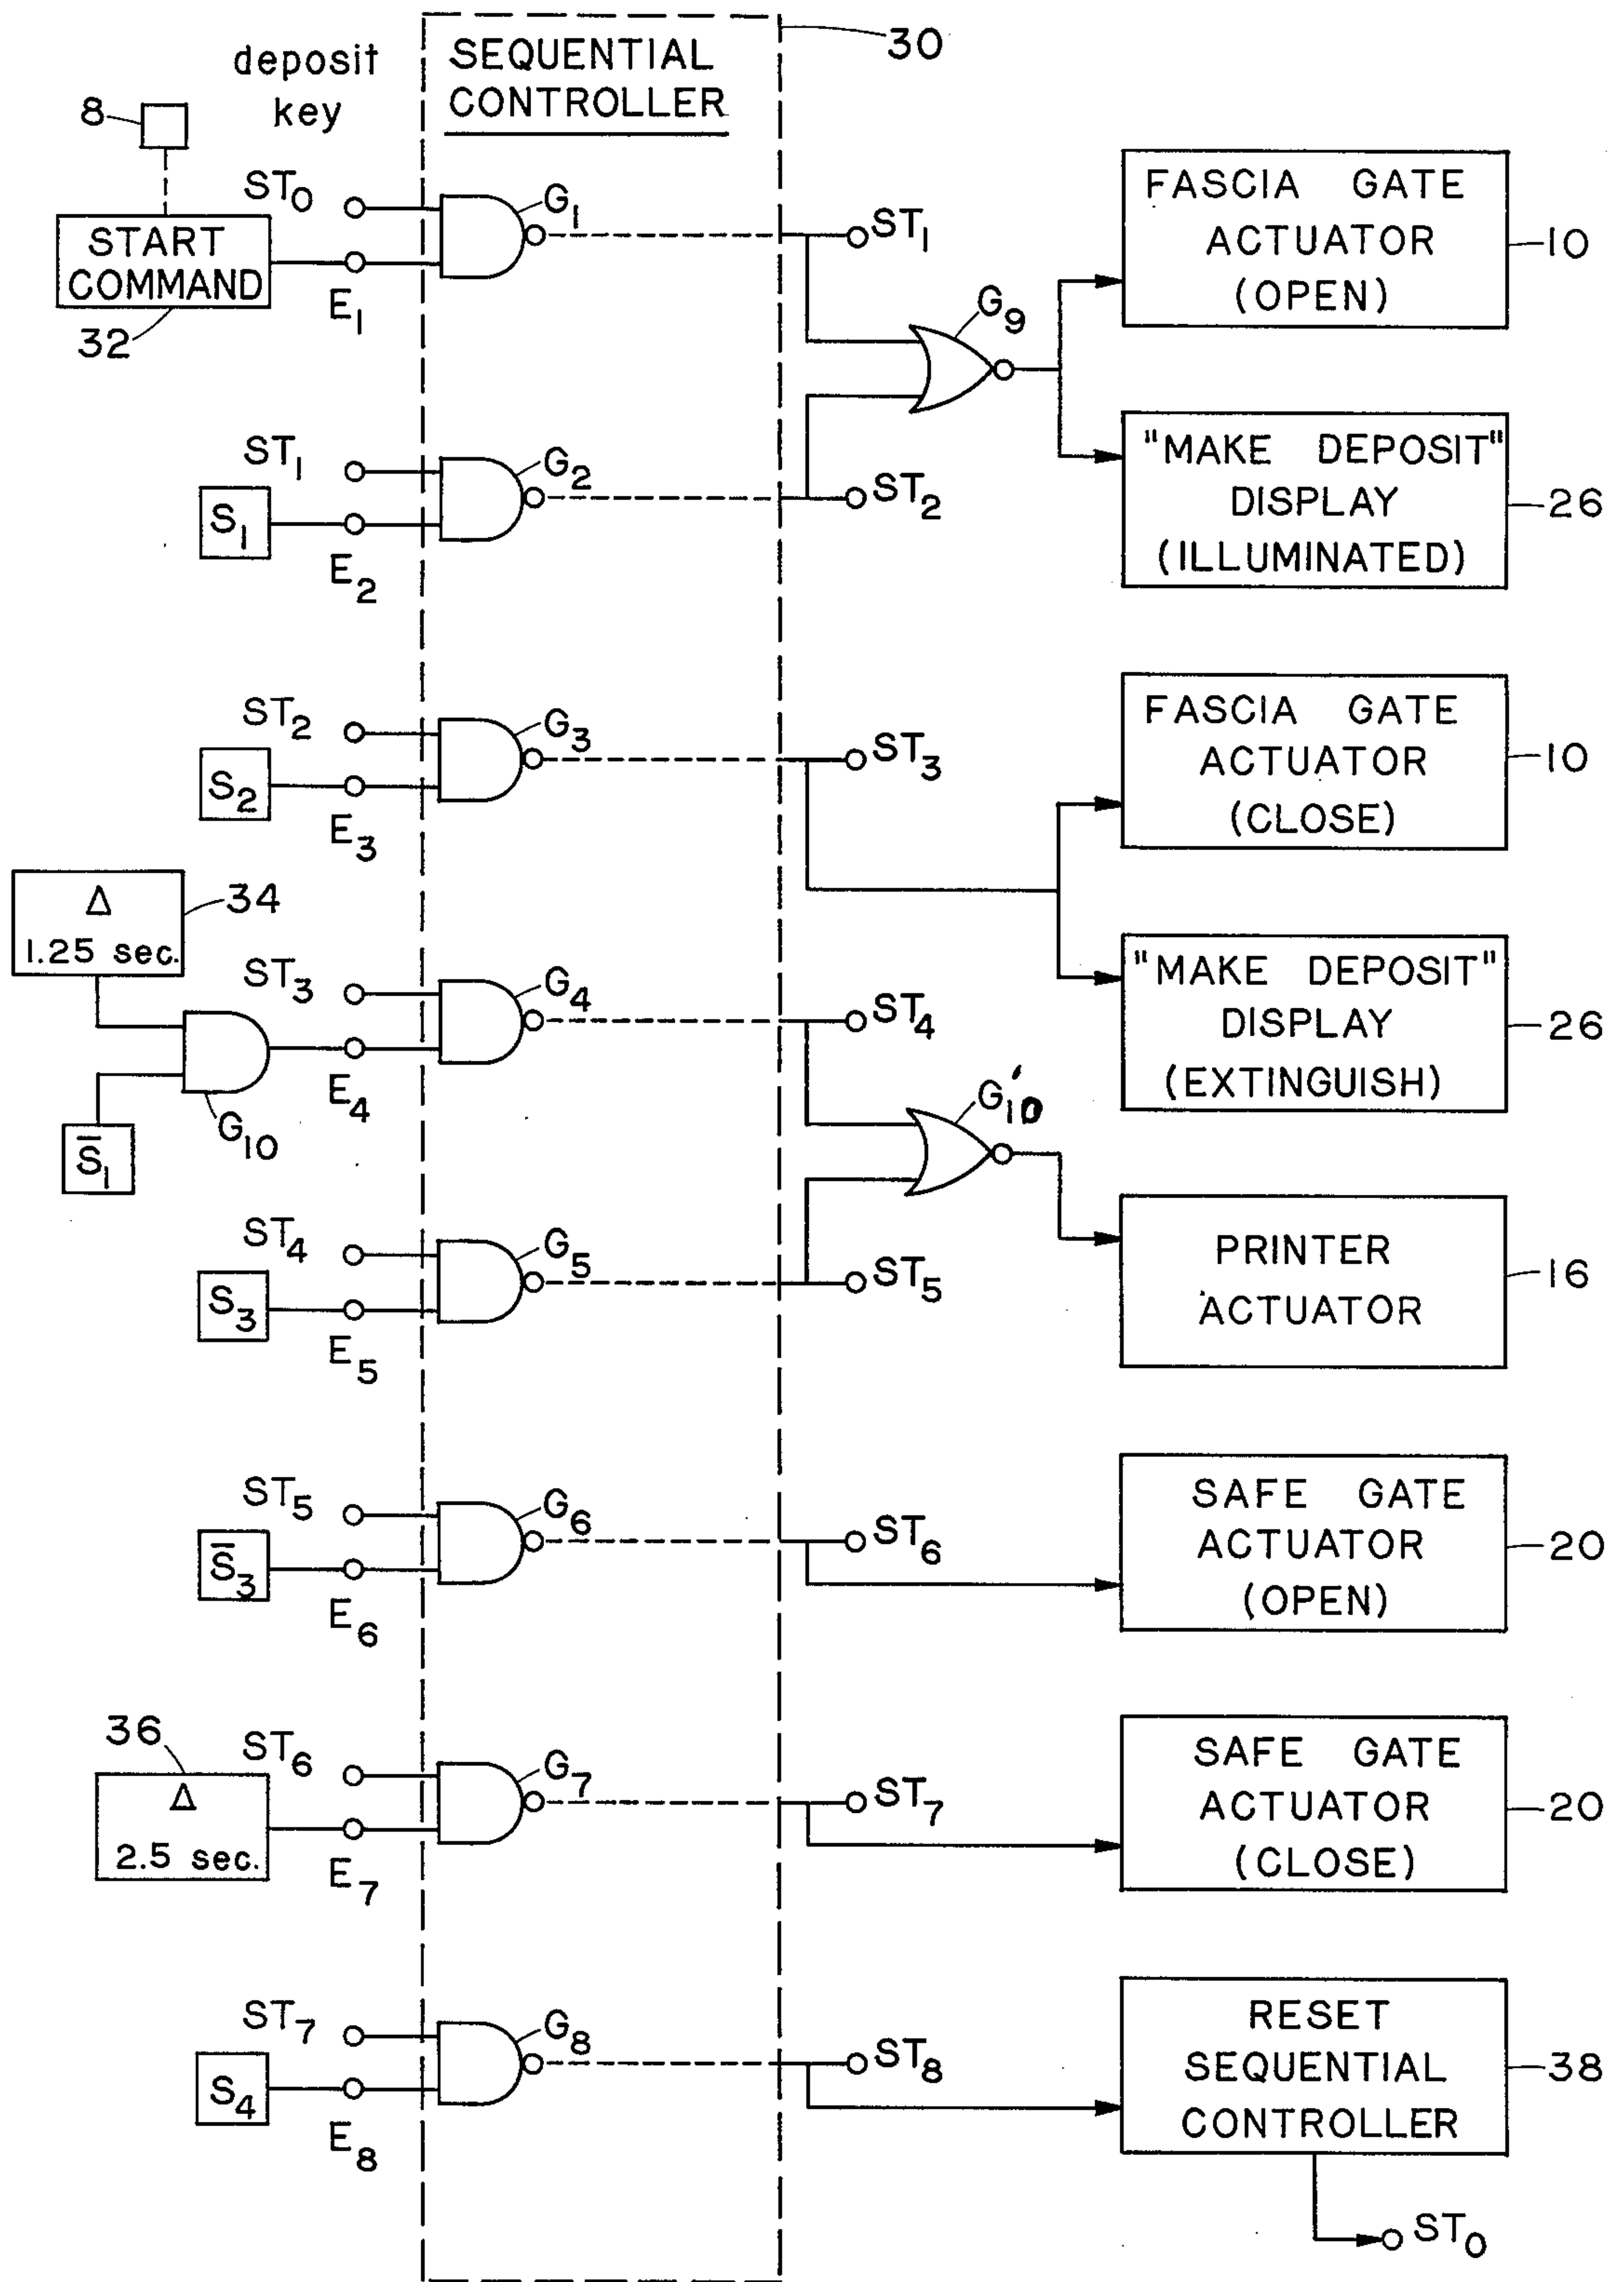 deposit
key
SEQUENTIAL
CONTROLLER
30
8
ST0
START
COMMAND
32
E1
G1
ST1
G9
FASCIA GATE
ACTUATOR
(OPEN)
10
ST1
S1
E2
G2
ST2
"MAKE DEPOSIT"
DISPLAY
(ILLUMINATED)
26
ST2
S2
E3
G3
ST3
FASCIA GATE
ACTUATOR
(CLOSE)
10
Δ
1.25 sec.
34
ST3
S̅1
G10
E4
G4
ST4
"MAKE DEPOSIT"
DISPLAY
(EXTINGUISH)
26
G'10
ST4
S3
E5
G5
ST5
PRINTER
ACTUATOR
16
ST5
S̅3
E6
G6
ST6
SAFE GATE
ACTUATOR
(OPEN)
20
36
Δ
2.5 sec.
ST6
E7
G7
ST7
SAFE GATE
ACTUATOR
(CLOSE)
20
ST7
S4
E8
G8
ST8
RESET
SEQUENTIAL
CONTROLLER
38
ST0